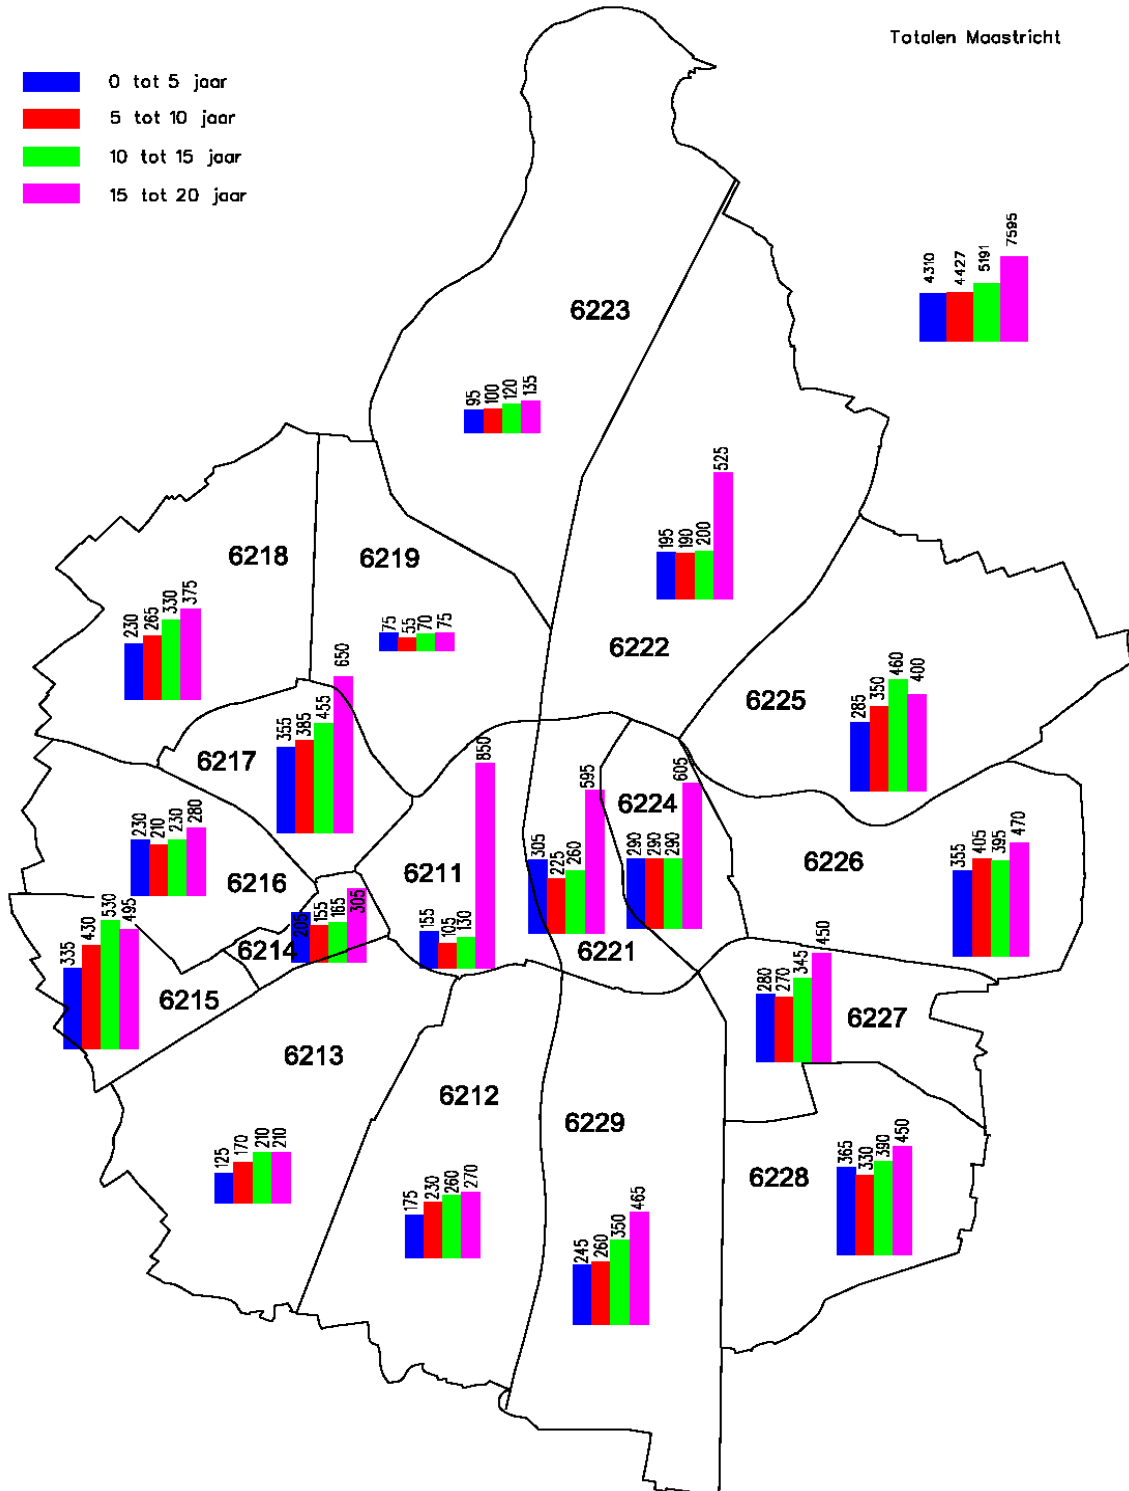 Totalen Maastricht
0 tot 5 jaar
5 tot 10 jaar
10 tot 15 jaar
15 tot 20 jaar
4310 4427 5191 7595
6223
95 100 120 135
195 190 200 525
6222
6218
230 265 330 375
6219
75 55 70 75
6225
285 350 460 400
6217
355 385 455 650
6224
290 290 290 605
6211
155 105 130 850
305 225 260 595
6221
6226
355 405 395 470
230 210 230 280
6216
6214
205 155 165 305
335 430 530 495
6215
280 270 345 450
6227
6213
125 170 210 210
6212
175 230 260 270
6229
245 260 350 465
6228
365 330 390 450